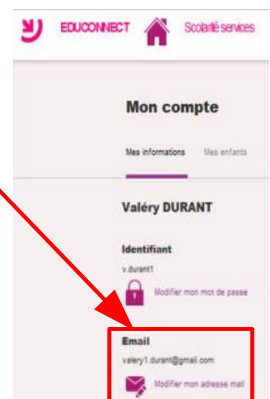 EDUCONNECT Scolarité services
Mon compte
Mes informations Mes enfants
Valéry DURANT
Identifiant
v.durant1
Modifier mon mot de passe
Email
valery1.durant@gmail.com
Modifier mon adresse mail